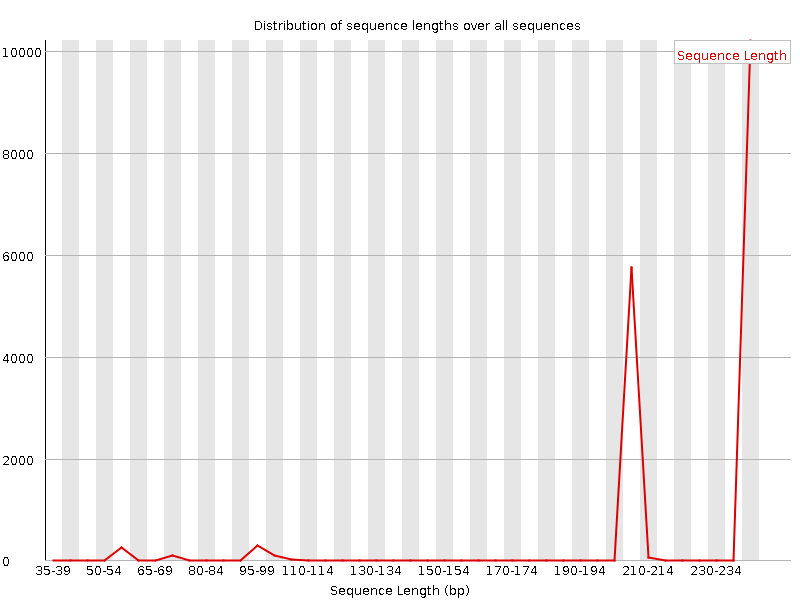 Distribution of sequence lengths over all sequences
10000
Sequence Length
8000
6000
4000
2000
0
35-39 50-54 65-69 80-84 95-99 110-114 130-134 150-154 170-174 190-194 210-214 230-234
Sequence Length (bp)